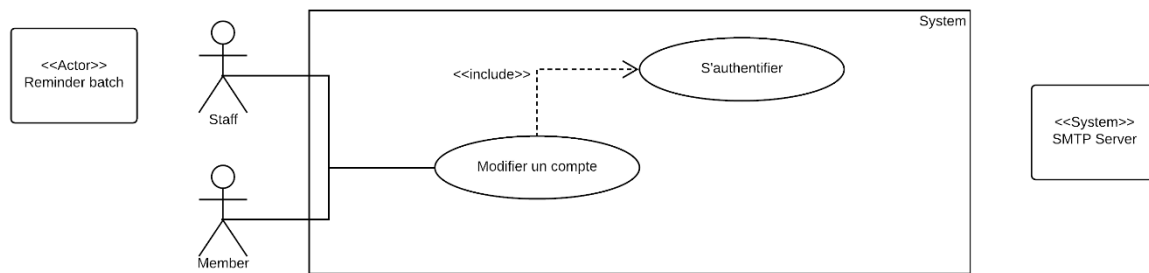 System
<<Actor>>
Reminder batch
Staff
<<include>>
S'authentifier
<<System>>
SMTP Server
Modifier un compte
Member